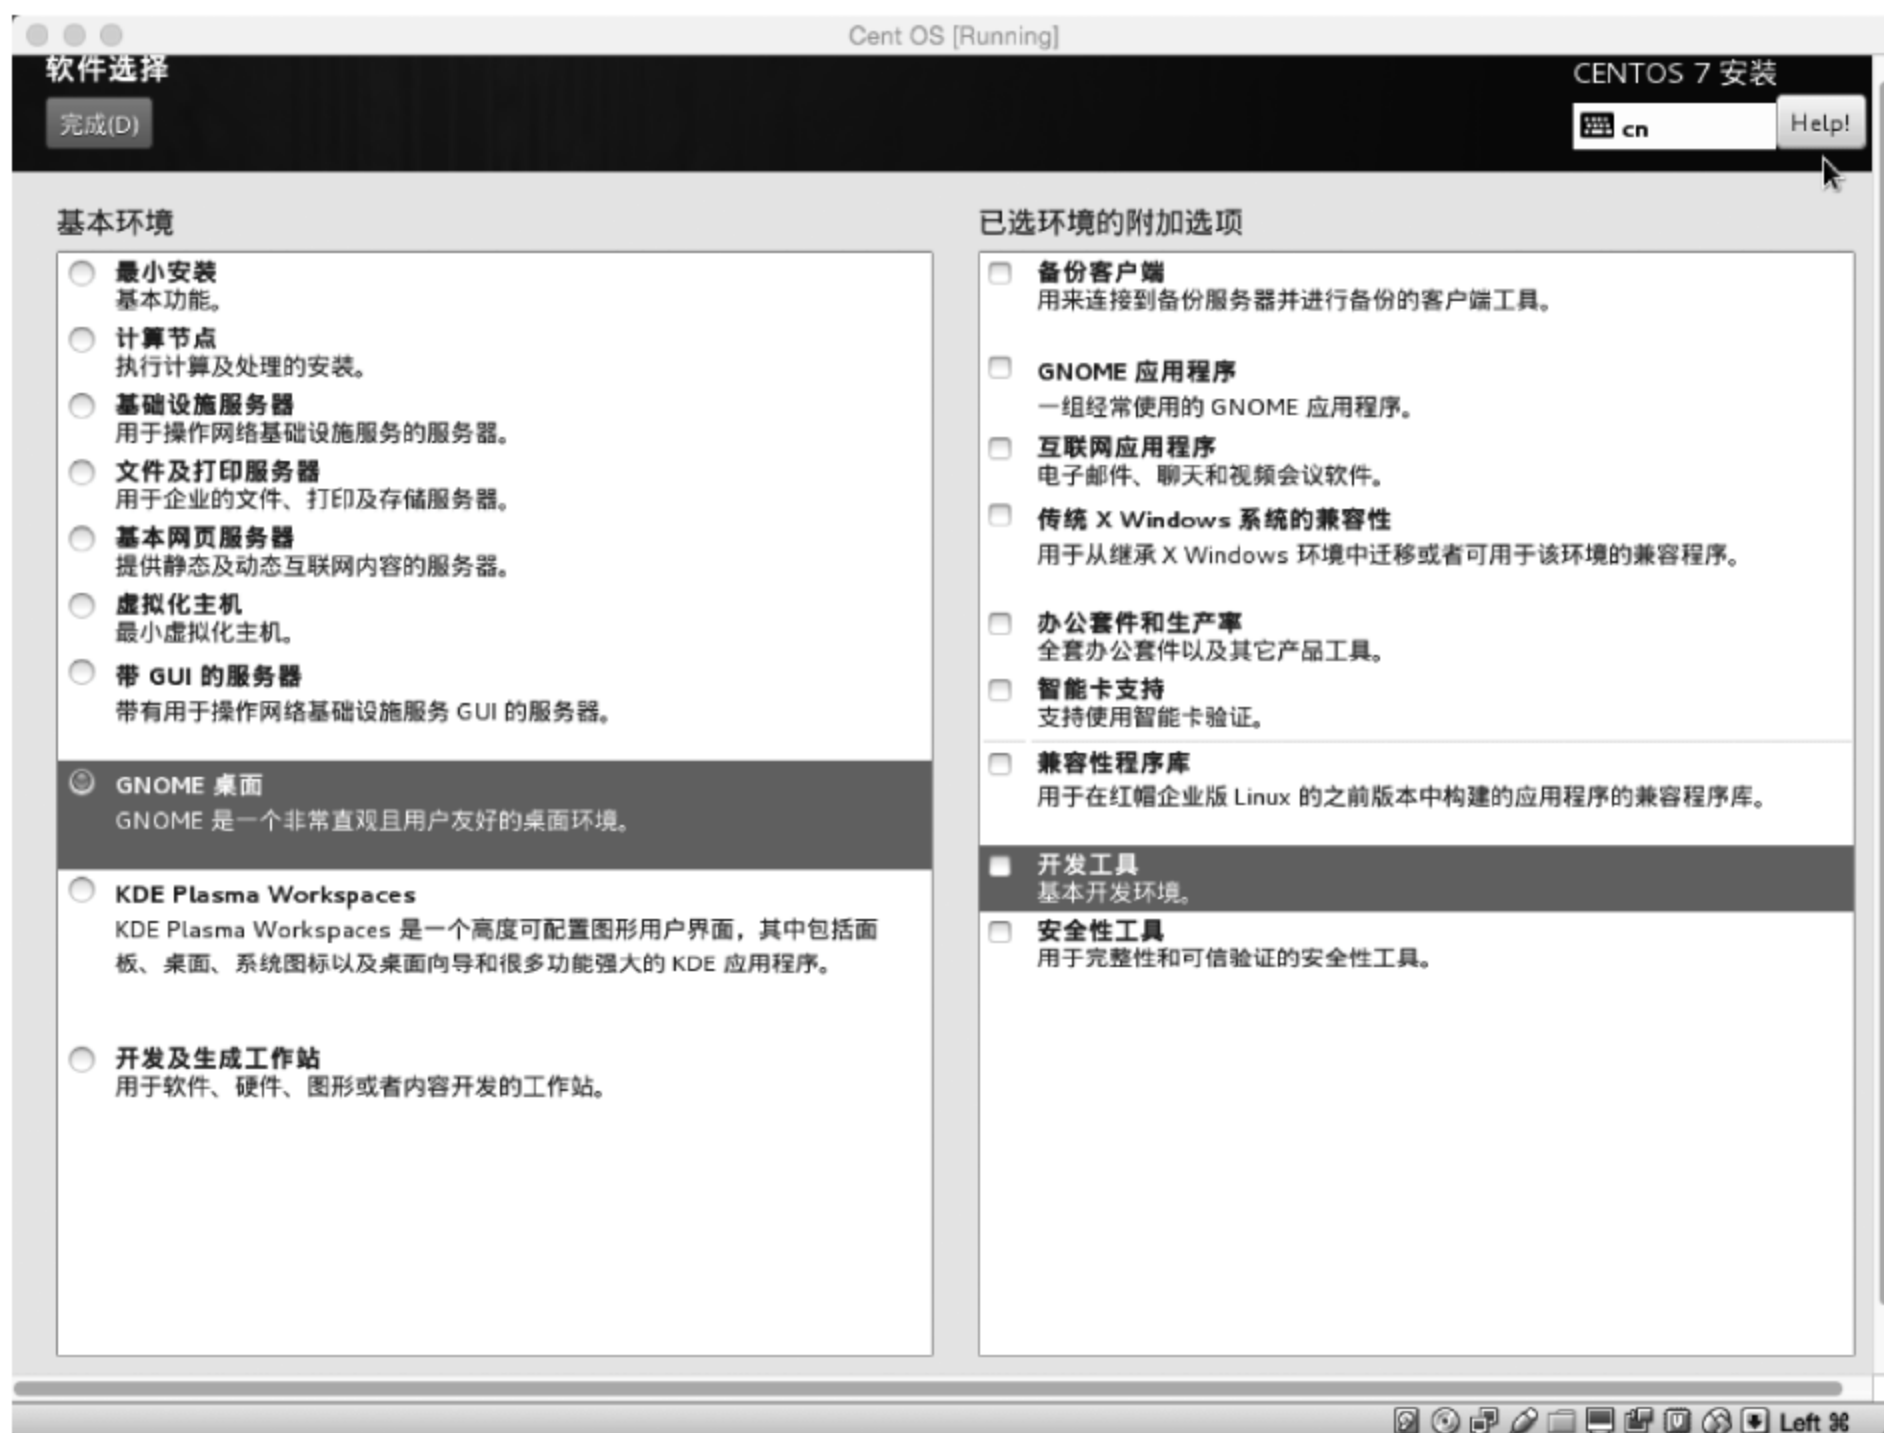 Cent OS [Running]
软件选择
CENTOS 7 安装
完成(D)
cn
Help!
基本环境
最小安装
基本功能。
计算节点
执行计算及处理的安装。
基础设施服务器
用于操作网络基础设施服务的服务器。
文件及打印服务器
用于企业的文件、打印及存储服务器。
基本网页服务器
提供静态及动态互联网内容的服务器。
虚拟化主机
最小虚拟化主机。
带 GUI 的服务器
带有用于操作网络基础设施服务 GUI 的服务器。
GNOME 桌面
GNOME 是一个非常直观且用户友好的桌面环境。
KDE Plasma Workspaces
KDE Plasma Workspaces 是一个高度可配置图形用户界面，其中包括面
板、桌面、系统图标以及桌面向导和很多功能强大的 KDE 应用程序。
开发及生成工作站
用于软件、硬件、图形或者内容开发的工作站。
已选环境的附加选项
备份客户端
用来连接到备份服务器并进行备份的客户端工具。
GNOME 应用程序
一组经常使用的 GNOME 应用程序。
互联网应用程序
电子邮件、聊天和视频会议软件。
传统 X Windows 系统的兼容性
用于从继承 X Windows 环境中迁移或者可用于该环境的兼容程序。
办公套件和生产率
全套办公套件以及其它产品工具。
智能卡支持
支持使用智能卡验证。
兼容性程序库
用于在红帽企业版 Linux 的之前版本中构建的应用程序的兼容程序库。
开发工具
基本开发环境。
安全性工具
用于完整性和可信验证的安全性工具。
Left ⌘